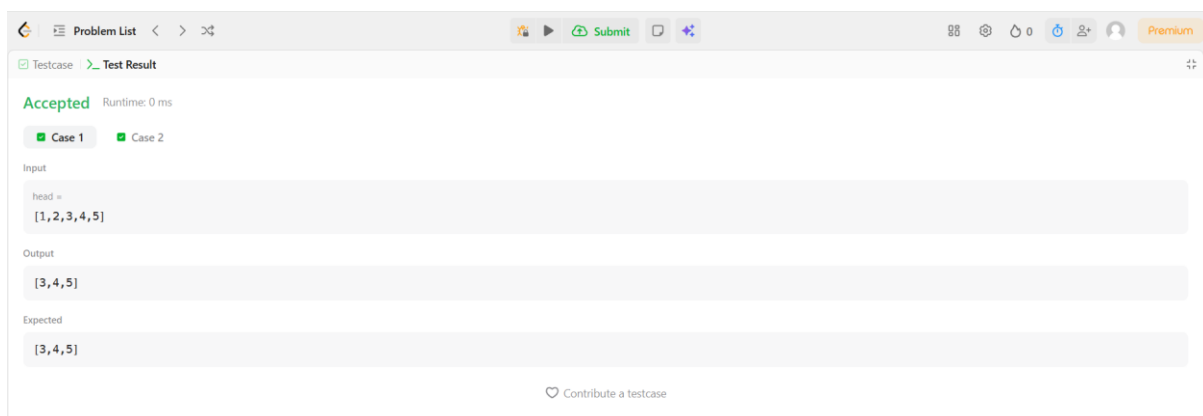 Problem List Submit 0 Premium
Testcase Test Result
Accepted Runtime: 0 ms
Case 1 Case 2
Input
head =
[1,2,3,4,5]
Output
[3,4,5]
Expected
[3,4,5]
Contribute a testcase